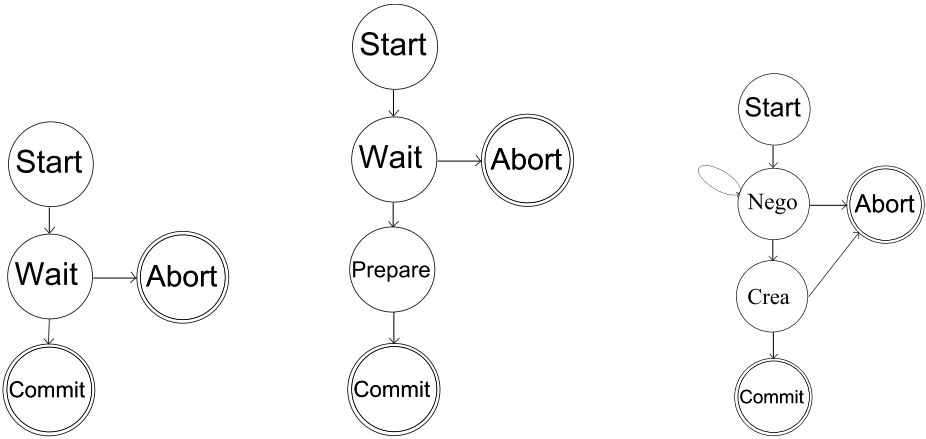 Start
Wait
Abort
Commit
Start
Wait
Abort
Prepare
Commit
Start
Nego
Abort
Crea
Commit